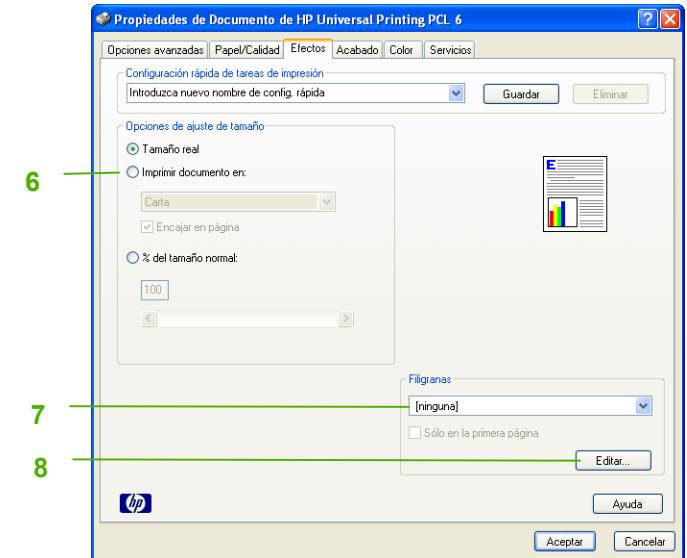 Propiedades de Documento de HP Universal Printing PCL 6
Opciones avanzadas Papel/Calidad Efectos Acabado Color Servicios
Configuración rápida de tareas de impresión
Introduzca nuevo nombre de config. rápida Guardar Eliminar
Opciones de ajuste de tamaño
Tamaño real
6 Imprimir documento en:
Carta
Encajar en página
% del tamaño normal:
100
E
Filigranas
7 [ninguna]
Sólo en la primera página
8 Editar...
hp Ayuda
Aceptar Cancelar